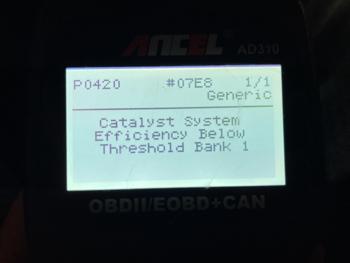 ANCEL
AD310
P0420 #07E8 1/1
Generic
Catalyst System
Efficiency Below
Threshold Bank 1
OBDII/EOBD+CAN